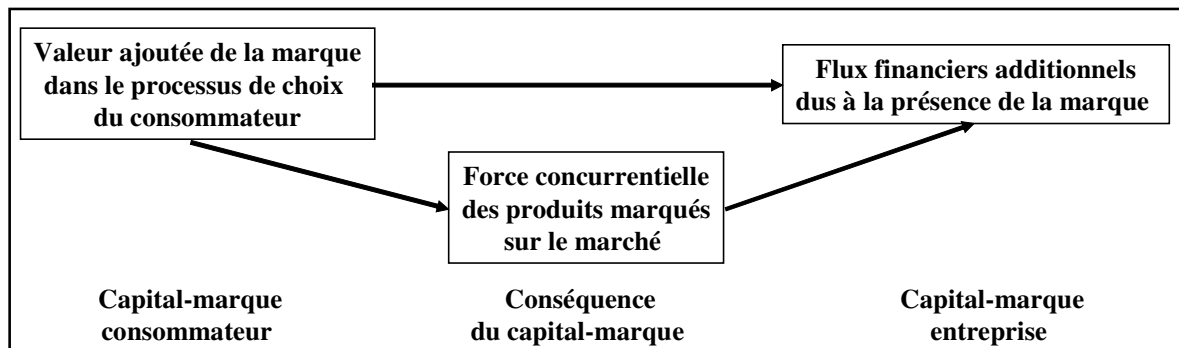 Valeur ajoutée de la marque
dans le processus de choix
du consommateur
Flux financiers additionnels
dus à la présence de la marque
Force concurrentielle
des produits marqués
sur le marché
Capital-marque
consommateur
Conséquence
du capital-marque
Capital-marque
entreprise